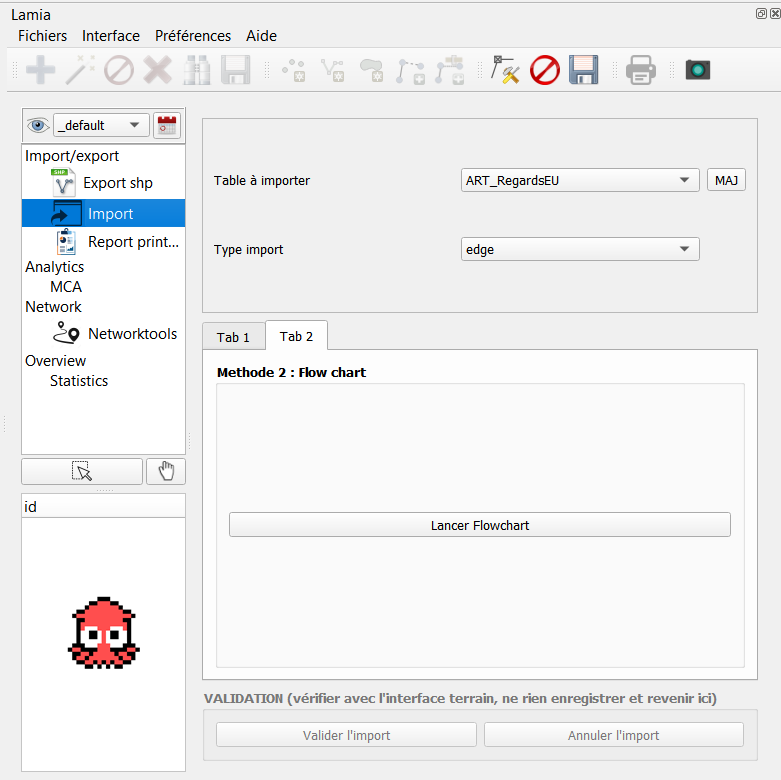 Lamia
Fichiers Interface Préférences Aide
_default
Import/export
SHP
Export shp
Import
Report print...
Analytics
MCA
Network
Networktools
Overview
Statistics
id
Table à importer
ART_RegardsEU
MAJ
Type import
edge
Tab 1
Tab 2
Methode 2 : Flow chart
Lancer Flowchart
VALIDATION (vérifier avec l'interface terrain, ne rien enregistrer et revenir ici)
Valider l'import
Annuler l'import